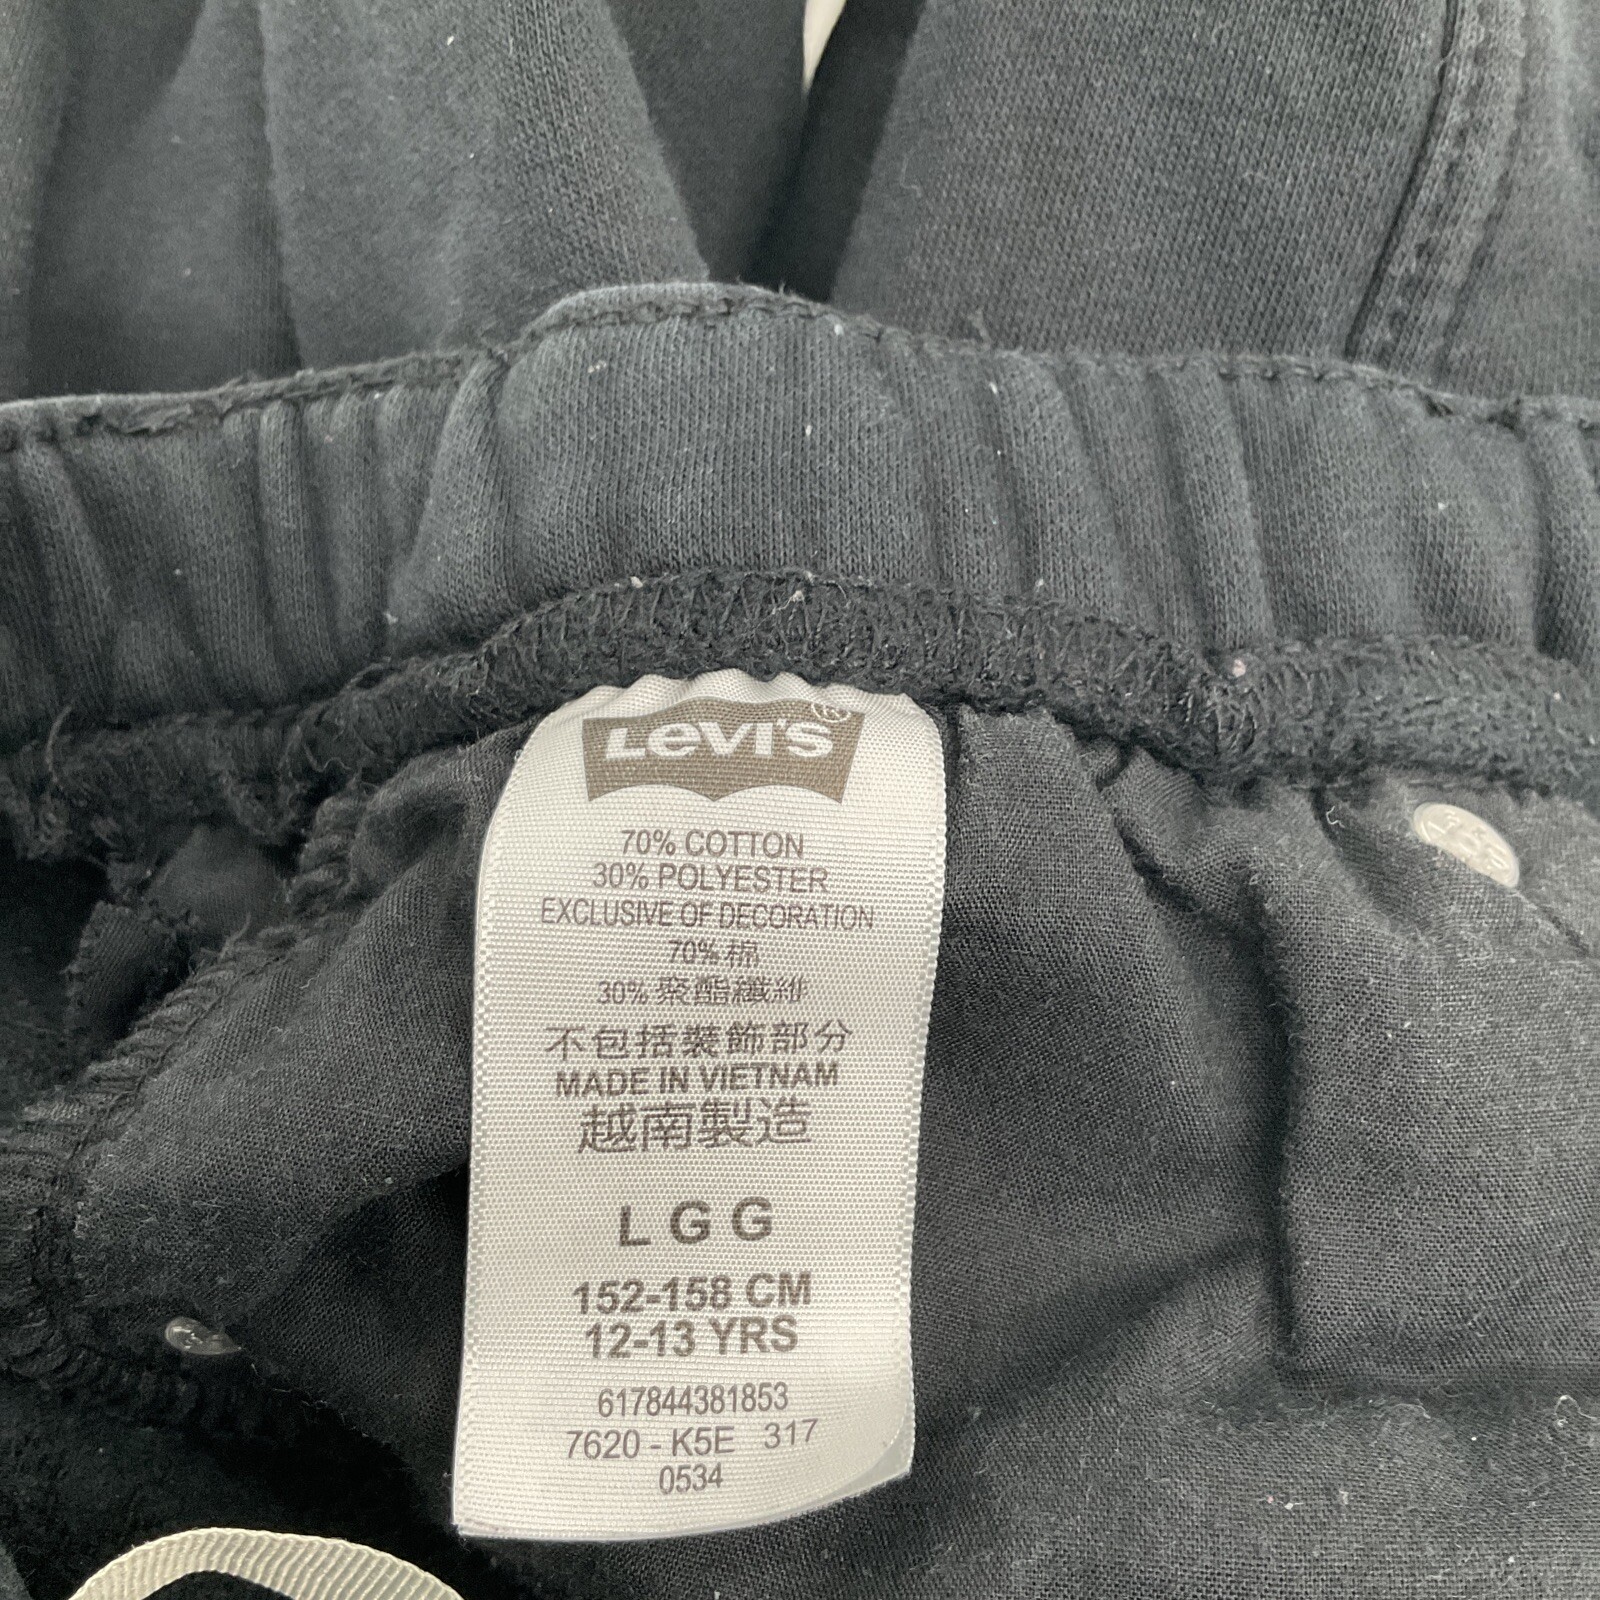 Levi's®
70% COTTON
30% POLYESTER
EXCLUSIVE OF DECORATION
70% 棉
30% 聚酯纖維
不包括裝飾部分
MADE IN VIETNAM
越南製造
L G G
152-158 CM
12-13 YRS
617844381853
7620 - K5E 317
0534